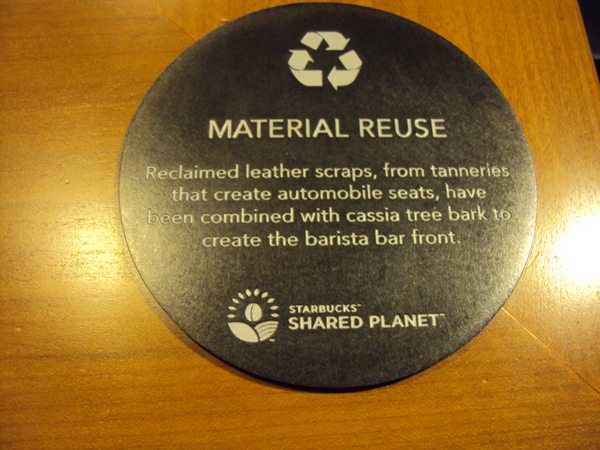 MATERIAL REUSE
Reclaimed leather scraps, from tanneries
that create automobile seats, have
been combined with cassia tree bark to
create the barista bar front.
STARBUCKS™
SHARED PLANET™